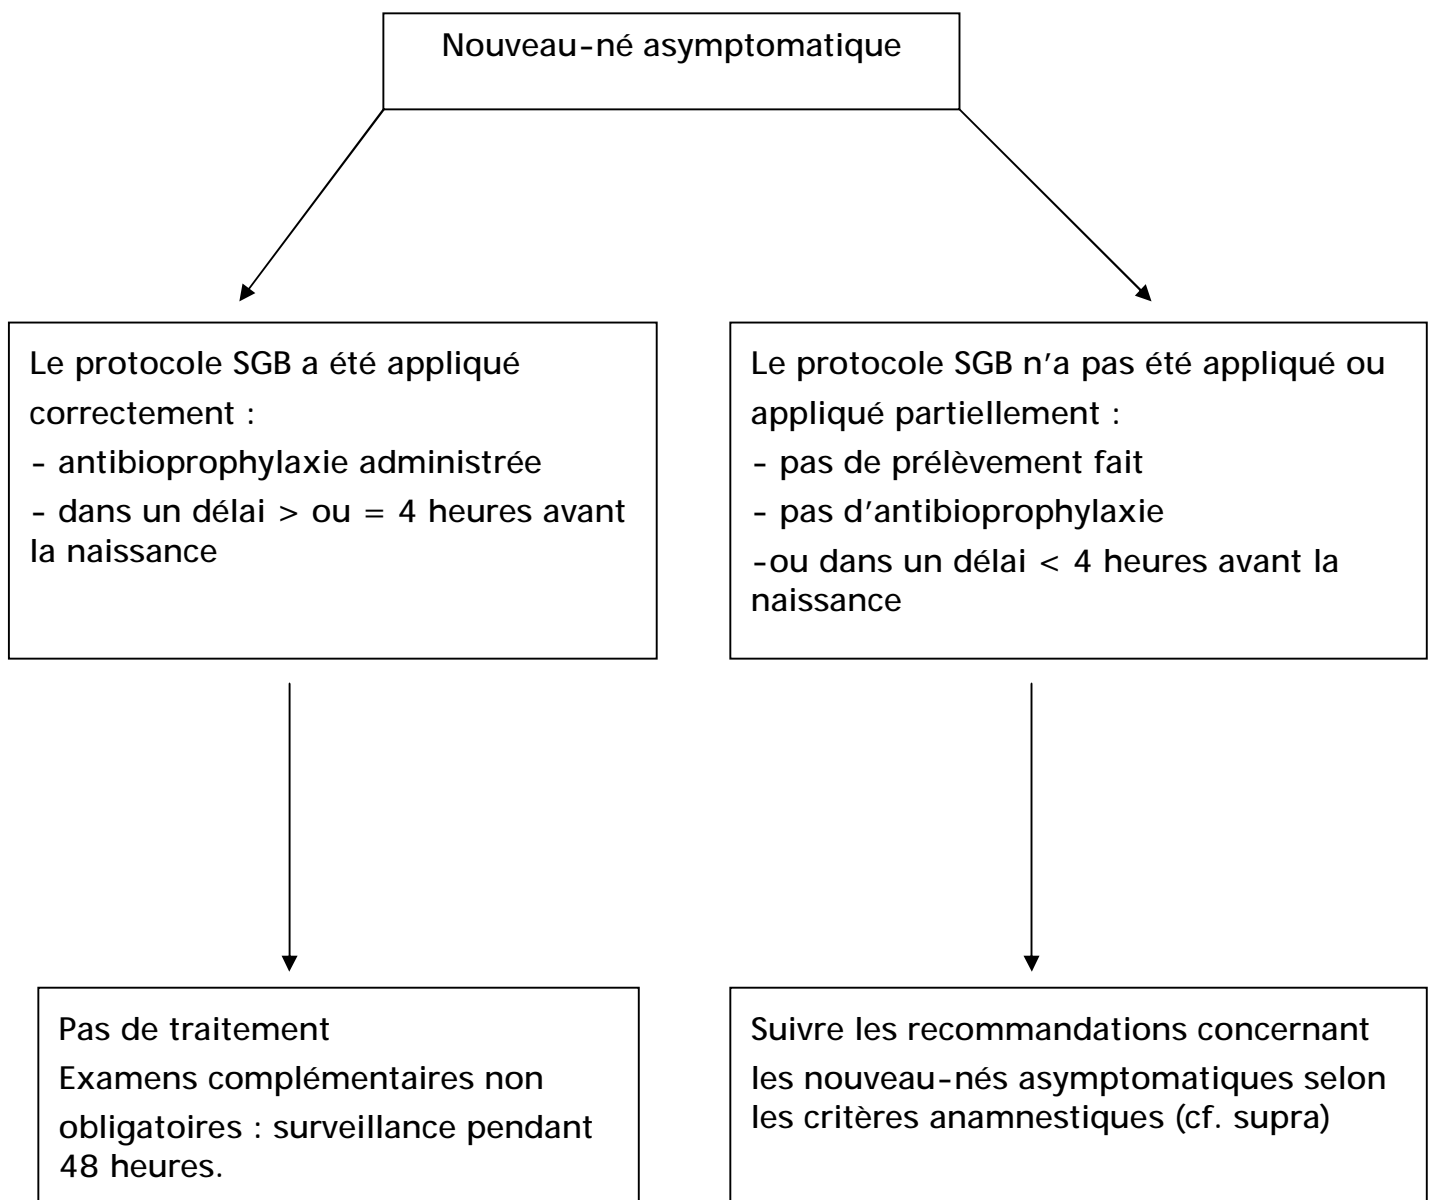 Nouveau-né asymptomatique
Le protocole SGB a été appliqué
correctement :
- antibioprophylaxie administrée
- dans un délai > ou = 4 heures avant
la naissance
Le protocole SGB n’a pas été appliqué ou
appliqué partiellement :
- pas de prélèvement fait
- pas d’antibioprophylaxie
-ou dans un délai < 4 heures avant la
naissance
Pas de traitement
Examens complémentaires non
obligatoires : surveillance pendant
48 heures.
Suivre les recommandations concernant
les nouveau-nés asymptomatiques selon
les critères anamnestiques (cf. supra)